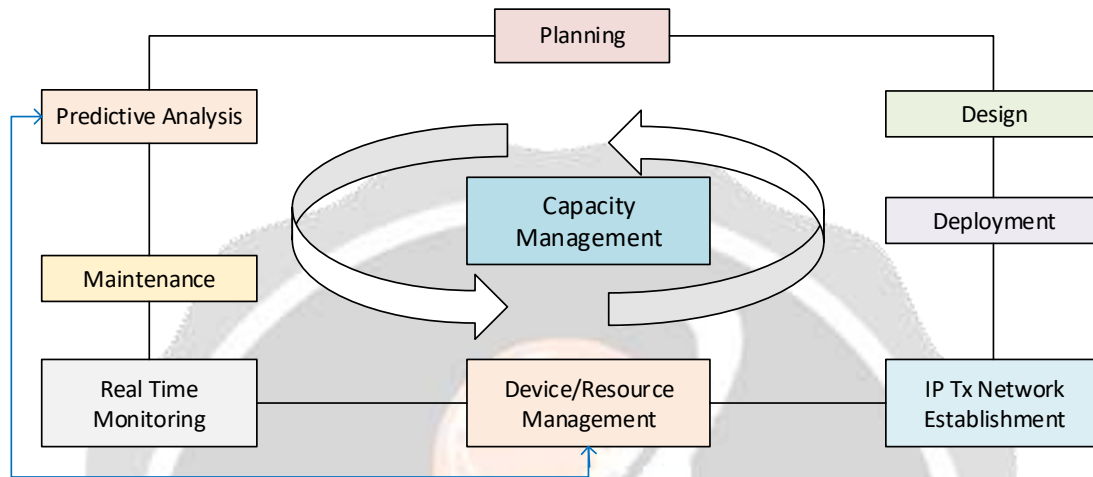 Planning
Predictive Analysis
Design
Capacity
Management
Deployment
Maintenance
Real Time
Monitoring
Device/Resource
Management
IP Tx Network
Establishment